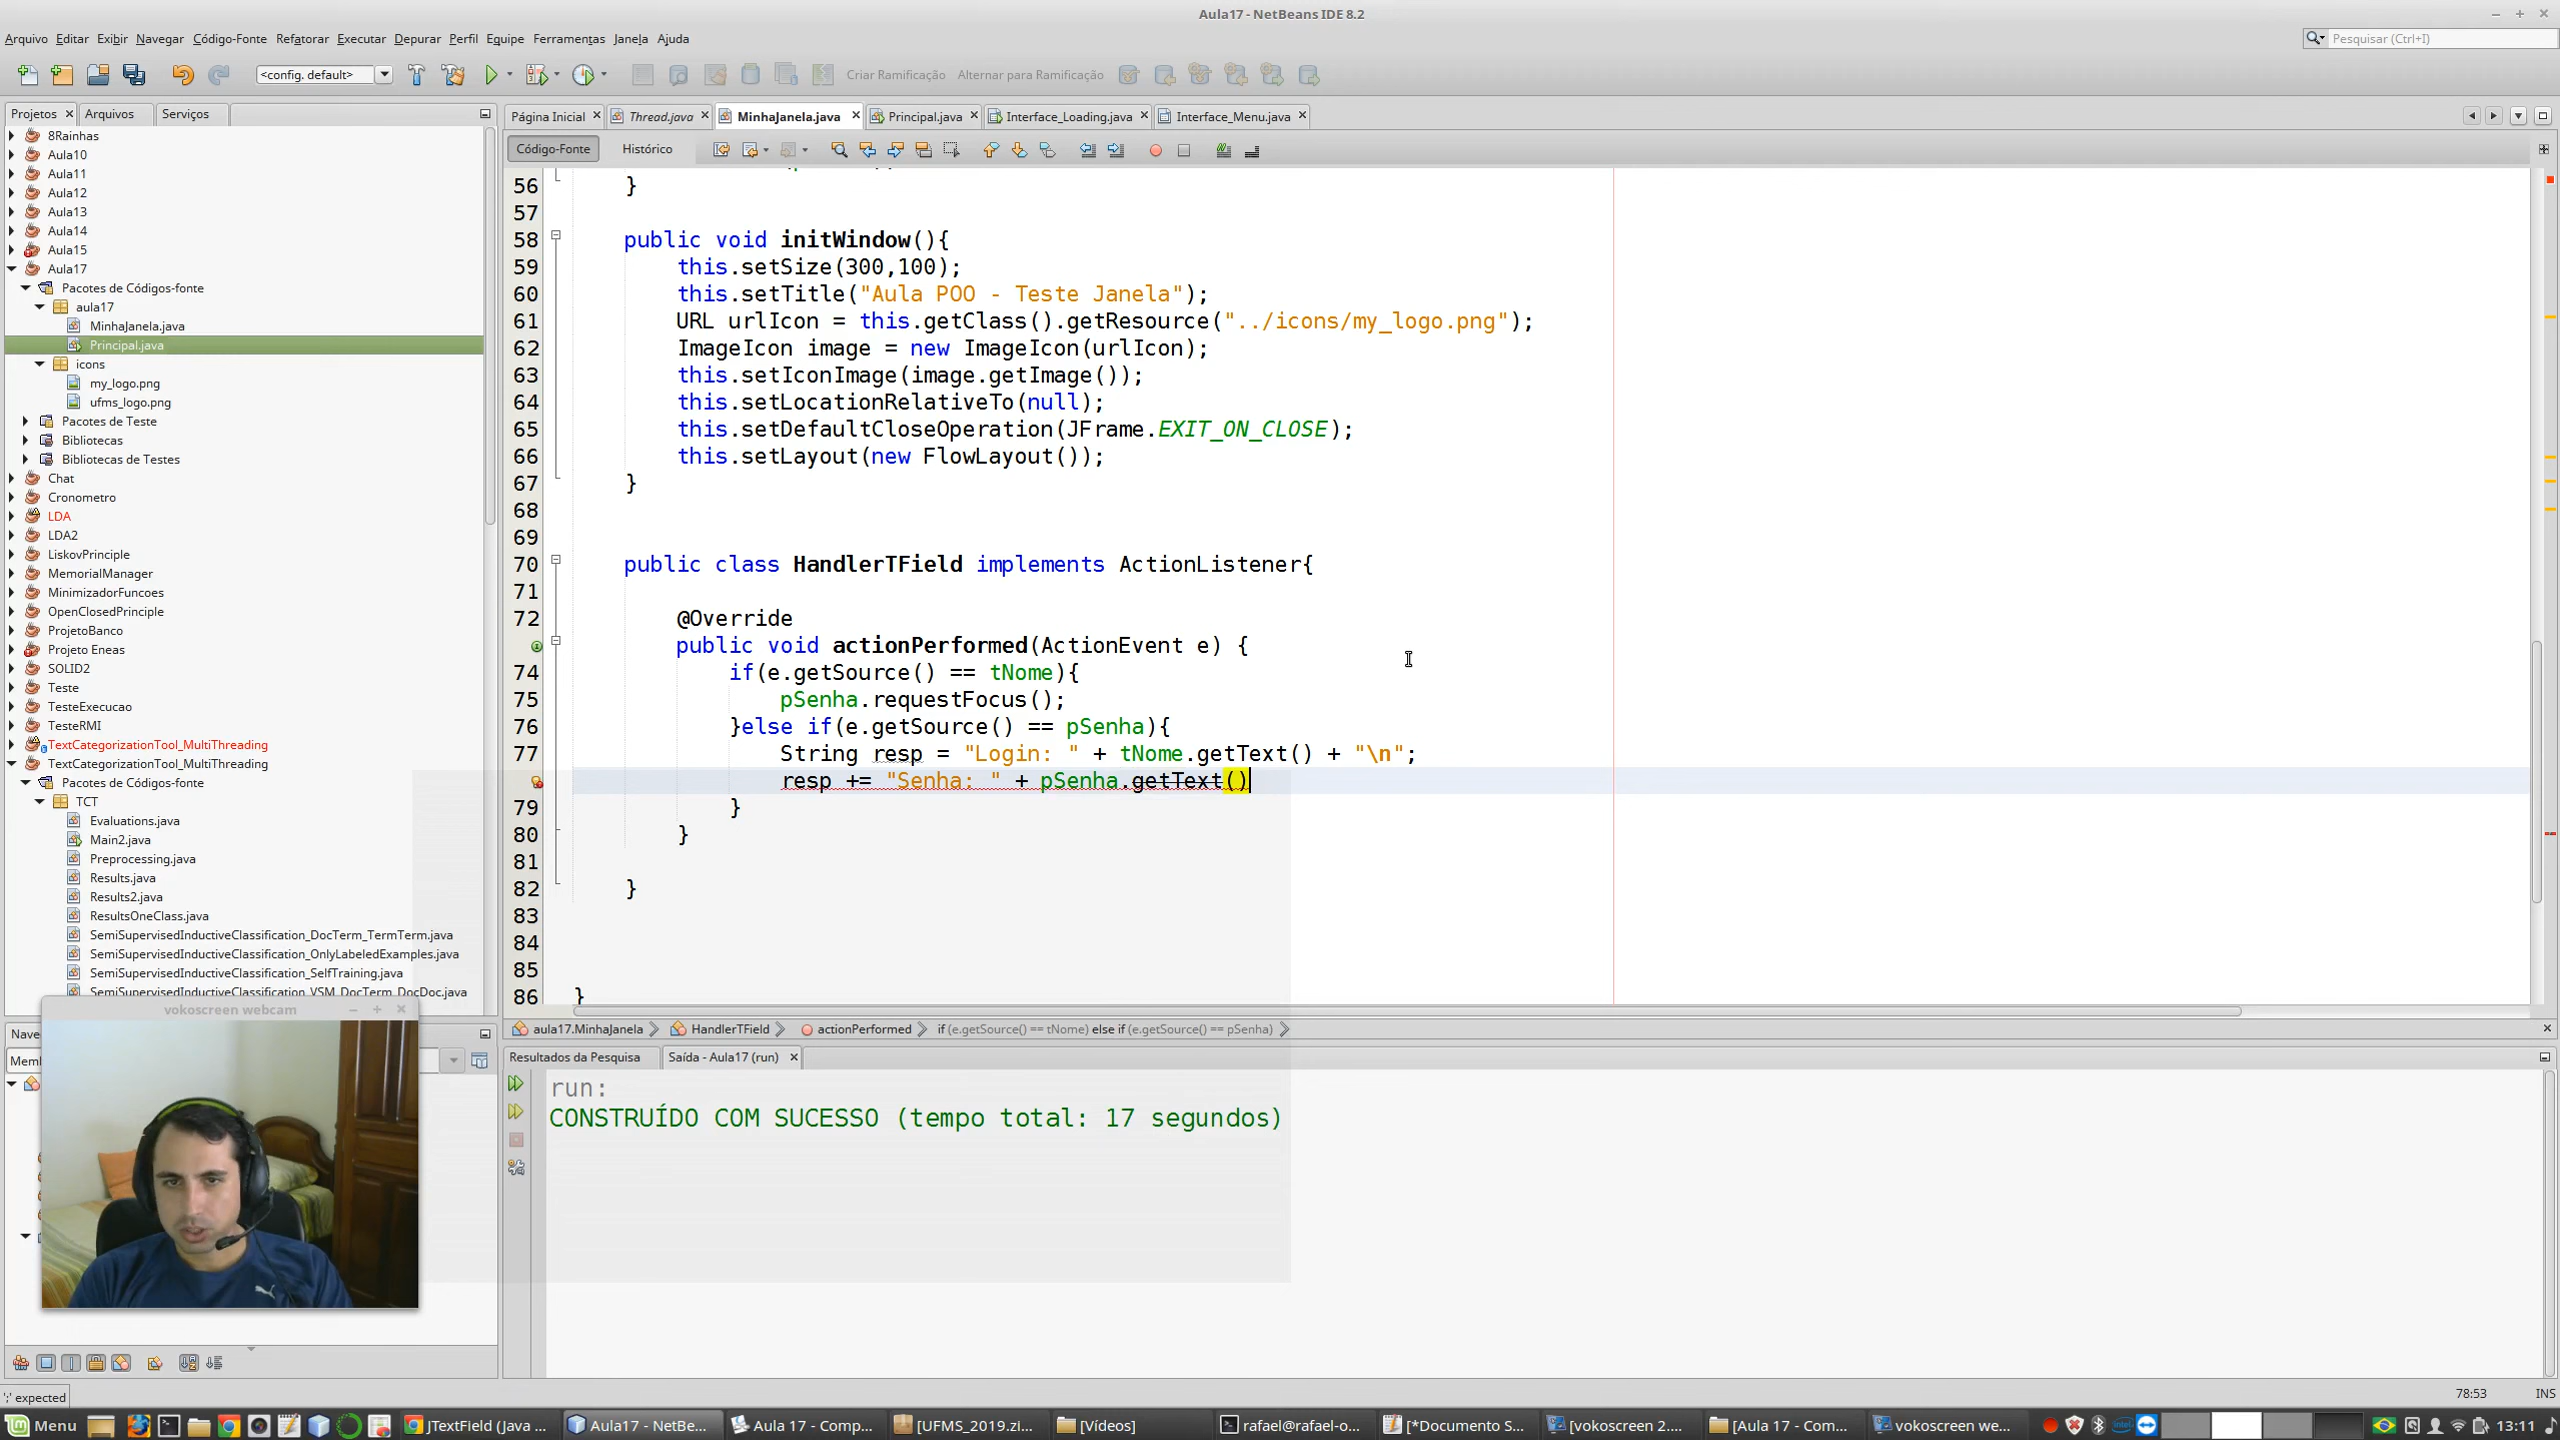 Aula17 - NetBeans IDE 8.2
Arquivo Editar Exibir Navegar Código-Fonte Refatorar Executar Depurar Perfil Equipe Ferramentas Janela Ajuda
Pesquisar (Ctrl+I)
<config. default>
Criar Ramificação Alternar para Ramificação
Projetos Arquivos Serviços
Página Inicial Thread.java MinhaJanela.java Principal.java Interface_Loading.java Interface_Menu.java
Código-Fonte Histórico
8Rainhas
Aula10
Aula11
Aula12
Aula13
Aula14
Aula15
Aula17
Pacotes de Códigos-fonte
aula17
MinhaJanela.java
Principal.java
icons
my_logo.png
ufms_logo.png
Pacotes de Teste
Bibliotecas
Bibliotecas de Testes
Chat
Cronometro
LDA
LDA2
LiskovPrinciple
MemorialManager
MinimizadorFuncoes
OpenClosedPrinciple
ProjetoBanco
Projeto Eneas
SOLID2
Teste
TesteExecucao
TesteRMI
TextCategorizationTool_MultiThreading
TextCategorizationTool_MultiThreading
Pacotes de Códigos-fonte
TCT
Evaluations.java
Main2.java
Preprocessing.java
Results.java
Results2.java
ResultsOneClass.java
SemiSupervisedInductiveClassification_DocTerm_TermTerm.java
SemiSupervisedInductiveClassification_OnlyLabeledExamples.java
SemiSupervisedInductiveClassification_SelfTraining.java
SemiSupervisedInductiveClassification_VSM_DocTerm_DocDoc.java
56 }
57
58 public void initWindow(){
59 this.setSize(300,100);
60 this.setTitle("Aula POO - Teste Janela");
61 URL urlIcon = this.getClass().getResource("../icons/my_logo.png");
62 ImageIcon image = new ImageIcon(urlIcon);
63 this.setIconImage(image.getImage());
64 this.setLocationRelativeTo(null);
65 this.setDefaultCloseOperation(JFrame.EXIT_ON_CLOSE);
66 this.setLayout(new FlowLayout());
67 }
68
69
70 public class HandlerTField implements ActionListener{
71
72 @Override
public void actionPerformed(ActionEvent e) {
74 if(e.getSource() == tNome){
75 pSenha.requestFocus();
76 }else if(e.getSource() == pSenha){
77 String resp = "Login: " + tNome.getText() + "\n";
resp += "Senha: " + pSenha.getText()
79 }
80 }
81
82 }
83
84
85
86 }
aula17.MinhaJanela HandlerTField actionPerformed if (e.getSource() == tNome) else if (e.getSource() == pSenha)
vokoscreen webcam
Nave
Memb
Resultados da Pesquisa Saída - Aula17 (run)
run:
CONSTRUÍDO COM SUCESSO (tempo total: 17 segundos)
';' expected
78:53 INS
Menu JTextField (Java ... Aula17 - NetBe... Aula 17 - Comp... [UFMS_2019.zi... [Vídeos] rafael@rafael-o... [*Documento S... [vokoscreen 2.... [Aula 17 - Com... vokoscreen we... 13:11